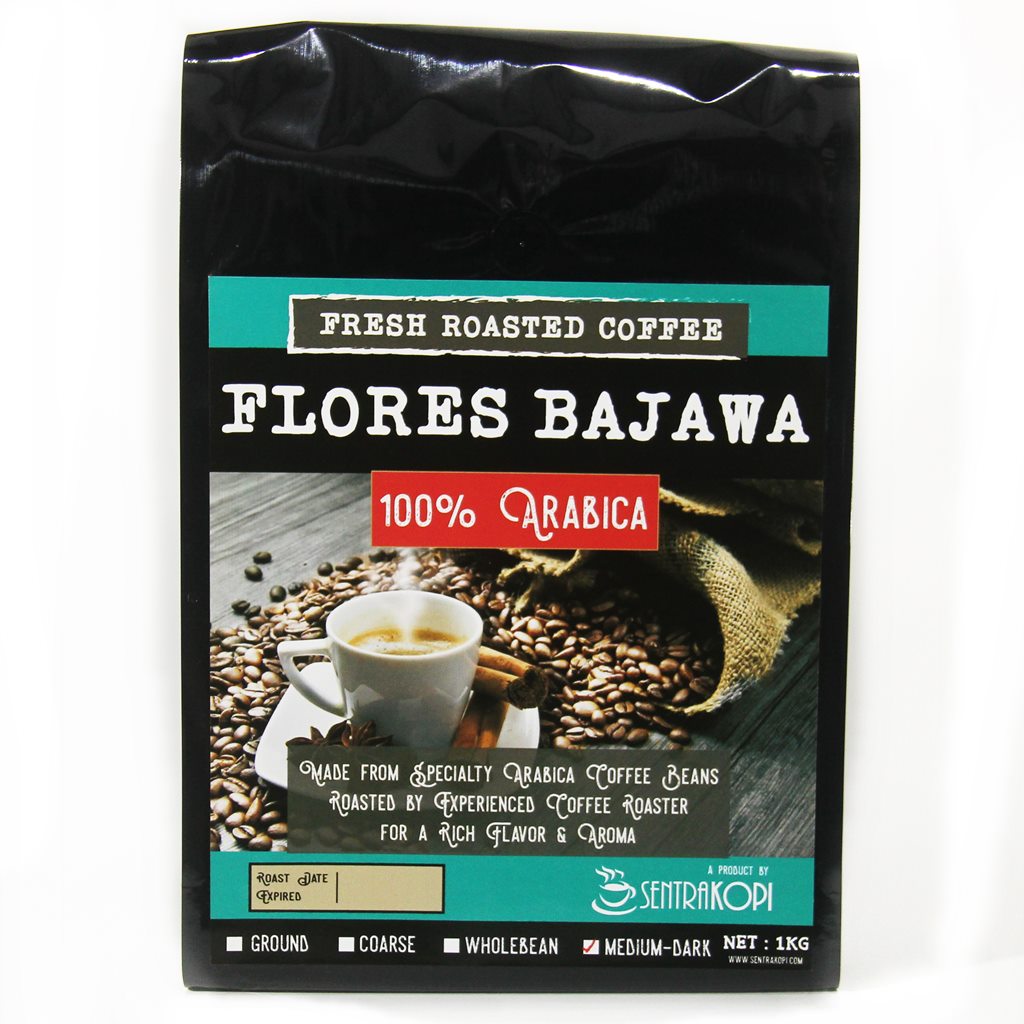 FRESH ROASTED COFFEE
FLORES BAJAWA
100% ARABICA
MADE FROM SPECIALTY ARABICA COFFEE BEANS
ROASTED BY EXPERIENCED COFFEE ROASTER
FOR A RICH FLAVOR & AROMA
ROAST DATE
EXPIRED
A PRODUCT BY
SENTRAKOPI
GROUND COARSE WHOLEBEAN MEDIUM-DARK NET : 1KG
WWW.SENTRAKOPI.COM